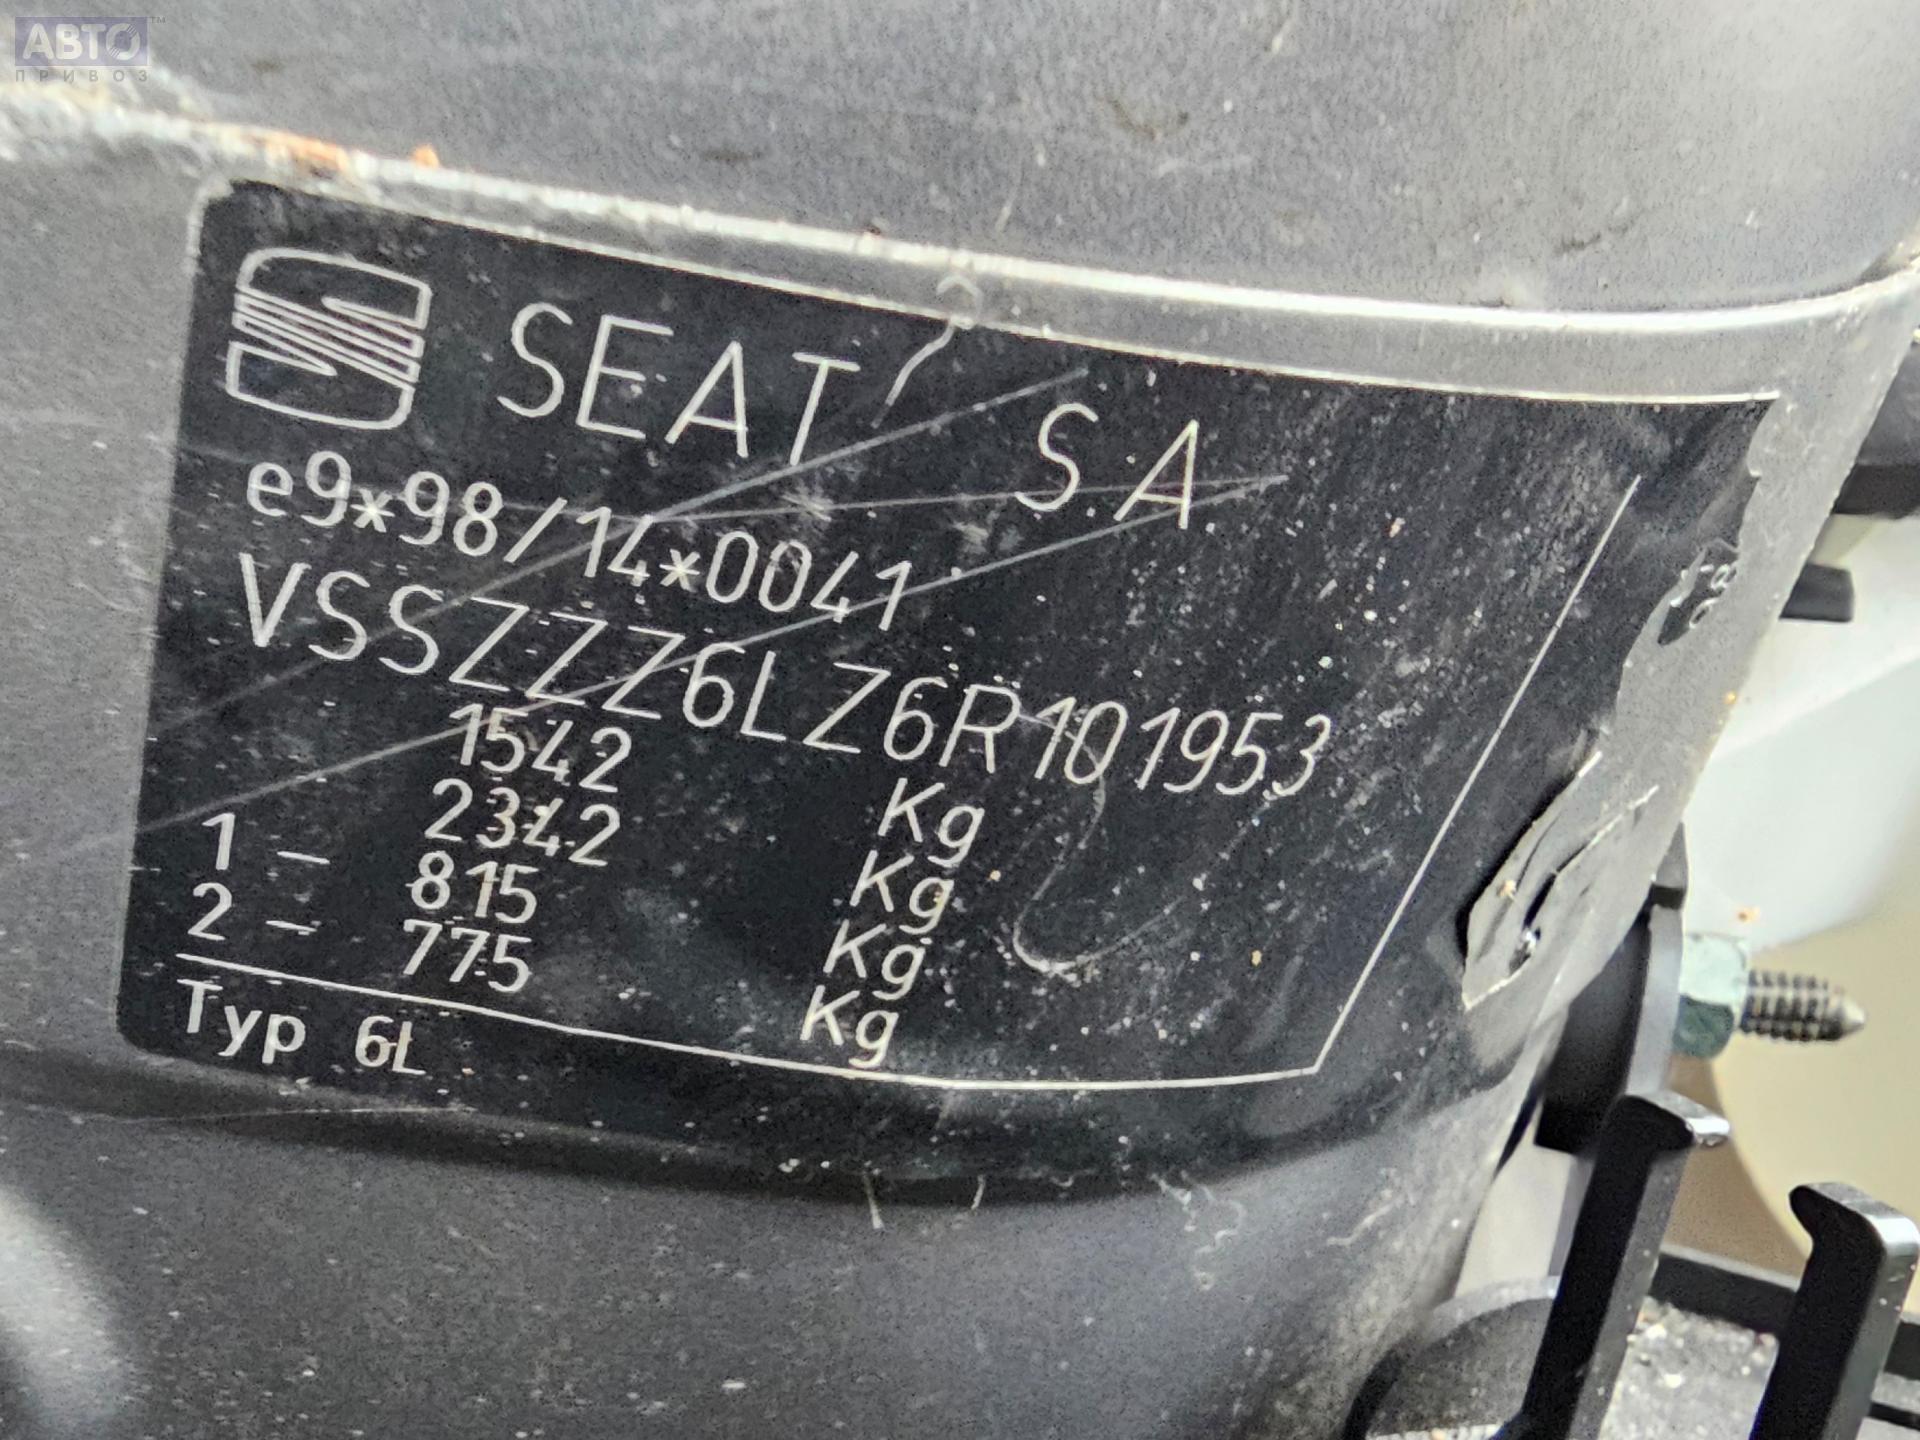 АВТО™
ПРИВОЗ
SEAT S.A.
e9*98/14*0041
VSSZZZ6LZ6R101953
1542 Kg
2342 Kg
1 - 815 Kg
2 - 775 Kg
Typ 6L